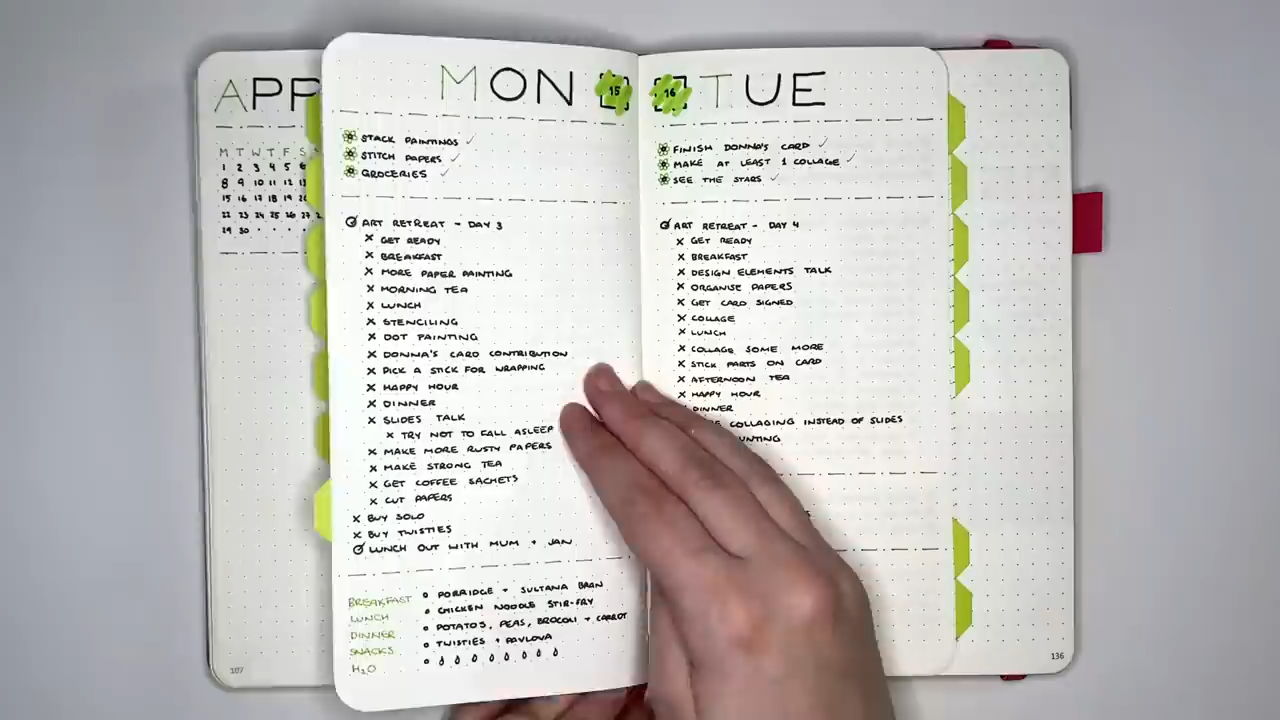 APP
M T W T F S
1 2 3 4 5 6
8 9 10 11 12 13
15 16 17 18 19 20
22 23 24 25 26 27
29 30
107
MON 15
STACK PAINTINGS ✓
STITCH PAPERS ✓
GROCERIES ✓
ART RETREAT - DAY 3
X GET READY
X BREAKFAST
X MORE PAPER PAINTING
X MORNING TEA
X LUNCH
X STENCILING
X DOT PAINTING
X DONNA'S CARD CONTRIBUTION
X PICK A STICK FOR WRAPPING
X HAPPY HOUR
X DINNER
X SLIDES TALK
X TRY NOT TO FALL ASLEEP
X MAKE MORE RUSTY PAPERS
X MAKE STRONG TEA
X GET COFFEE SACHETS
X CUT PAPERS
X BUY SOLO
X BUY TWISTIES
LUNCH OUT WITH MUM + JAN
BREAKFAST • PORRIDGE + SULTANA BRAN
LUNCH • CHICKEN NOODLE STIR-FRY
DINNER • POTATOS, PEAS, BROCOLI + CARROT
SNACKS • TWISTIES + PAVLOVA
H2O
16 TUE
FINISH DONNA'S CARD ✓
MAKE AT LEAST 1 COLLAGE ✓
SEE THE STARS ✓
ART RETREAT - DAY 4
X GET READY
X BREAKFAST
X DESIGN ELEMENTS TALK
X ORGANISE PAPERS
X GET CARD SIGNED
X COLLAGE
X LUNCH
X COLLAGE SOME MORE
X STICK PARTS ON CARD
X AFTERNOON TEA
X HAPPY HOUR
DINNER
COLLAGING INSTEAD OF SLIDES
136